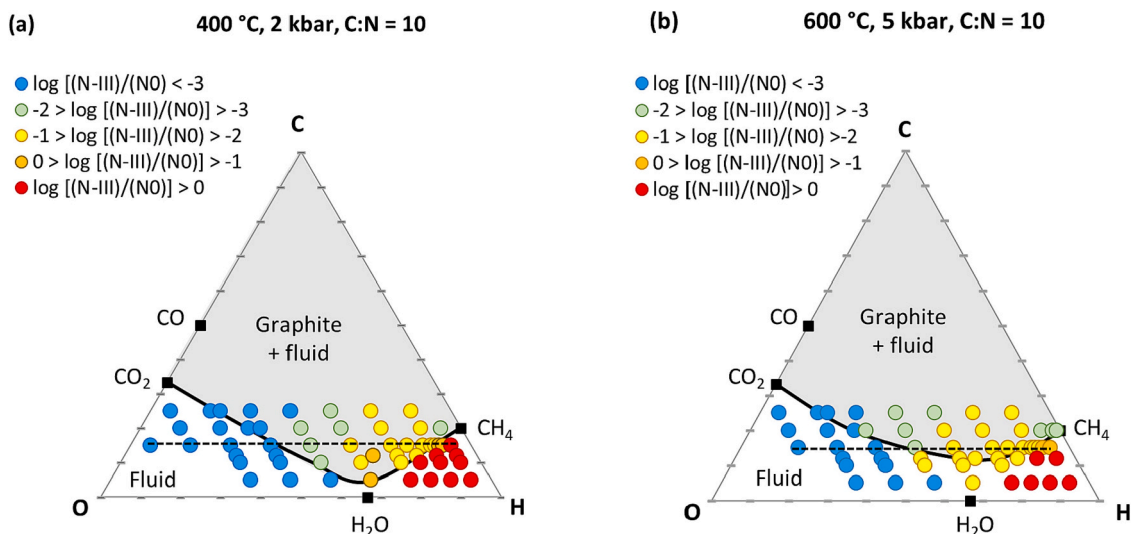 (a) 400 °C, 2 kbar, C:N = 10
log [(N-III)/(N0) < -3
-2 > log [(N-III)/(N0)] > -3
-1 > log [(N-III)/(N0) > -2
0 > log [(N-III)/(N0)] > -1
log [(N-III)/(N0)] > 0
C
CO
Graphite
+ fluid
CO2
CH4
Fluid
O
H
H2O
(b) 600 °C, 5 kbar, C:N = 10
log [(N-III)/(N0) < -3
-2 > log [(N-III)/(N0)] > -3
-1 > log [(N-III)/(N0) >-2
0 > log [(N-III)/(N0)] > -1
log [(N-III)/(N0)]> 0
C
CO
Graphite
+ fluid
CO2
CH4
Fluid
O
H
H2O